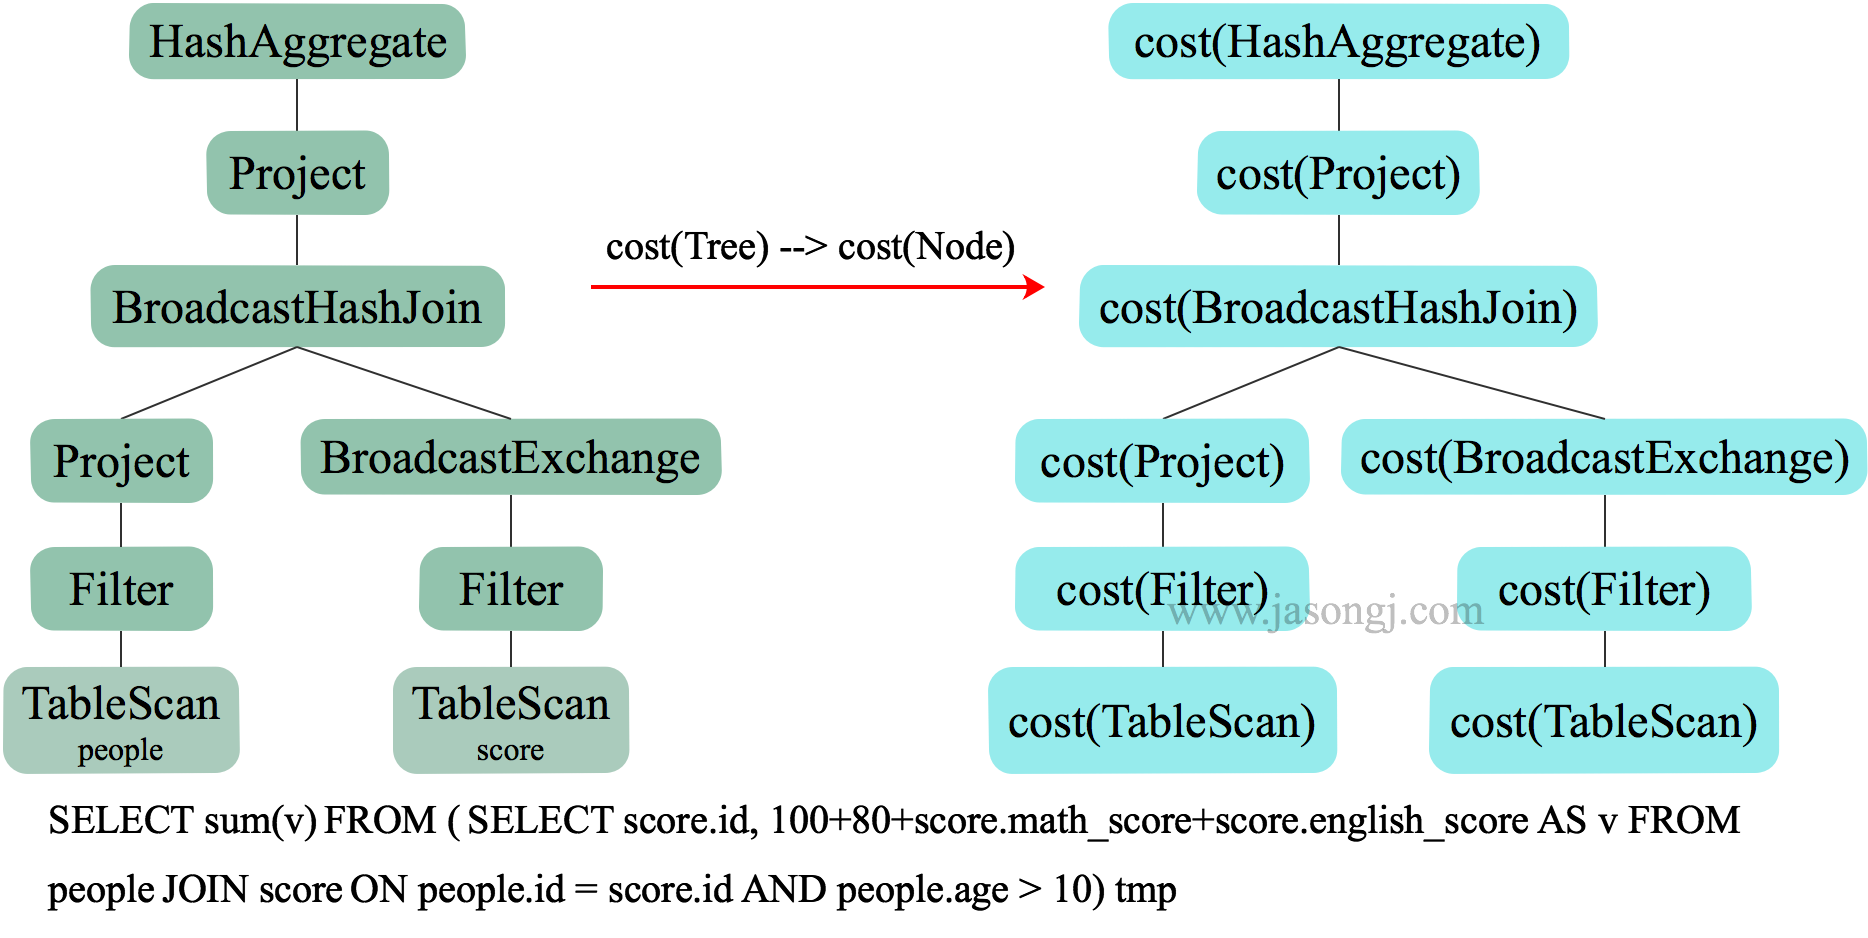 HashAggregate
cost(HashAggregate)
Project
cost(Project)
cost(Tree) --> cost(Node)
BroadcastHashJoin
cost(BroadcastHashJoin)
Project
BroadcastExchange
cost(Project)
cost(BroadcastExchange)
Filter
Filter
cost(Filter)
cost(Filter)
www.jasongj.com
TableScan
people
TableScan
score
cost(TableScan)
cost(TableScan)
SELECT sum(v) FROM ( SELECT score.id, 100+80+score.math_score+score.english_score AS v FROM
people JOIN score ON people.id = score.id AND people.age > 10) tmp